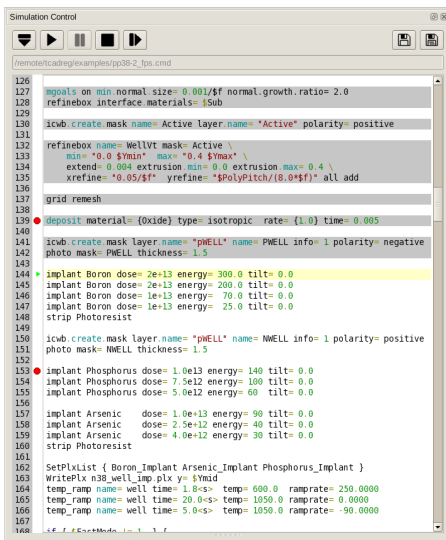 Simulation Control
/remote/tcadreg/examples/pp38-2_fps.cmd
126
127 mgoals on min.normal.size= 0.001/$f normal.growth.ratio= 2.0
128 refinebox interface.materials= $Sub
129
130 icwb.create.mask name= Active layer.name= "Active" polarity= positive
131
132 refinebox name= WellVt mask= Active \
133 min= "0.0 $Ymin" max= "0.4 $Ymax" \
134 extend= 0.004 extrusion.min= 0.0 extrusion.max= 0.4 \
135 xrefine= "0.05/$f" yrefine= "$PolyPitch/(8.0*$f)" all add
136
137 grid remesh
138
139 deposit material= {Oxide} type= isotropic rate= {1.0} time= 0.005
140
141 icwb.create.mask layer.name= "pWELL" name= PWELL info= 1 polarity= negative
142 photo mask= PWELL thickness= 1.5
143
144 implant Boron dose= 2e+13 energy= 300.0 tilt= 0.0
145 implant Boron dose= 2e+13 energy= 200.0 tilt= 0.0
146 implant Boron dose= 1e+13 energy= 70.0 tilt= 0.0
147 implant Boron dose= 1e+13 energy= 25.0 tilt= 0.0
148 strip Photoresist
149
150 icwb.create.mask layer.name= "pWELL" name= NWELL info= 1 polarity= positive
151 photo mask= NWELL thickness= 1.5
152
153 implant Phosphorus dose= 1.0e13 energy= 140 tilt= 0.0
154 implant Phosphorus dose= 7.5e12 energy= 100 tilt= 0.0
155 implant Phosphorus dose= 5.0e12 energy= 60 tilt= 0.0
156
157 implant Arsenic dose= 1.0e+13 energy= 90 tilt= 0.0
158 implant Arsenic dose= 2.5e+12 energy= 40 tilt= 0.0
159 implant Arsenic dose= 4.0e+12 energy= 30 tilt= 0.0
160 strip Photoresist
161
162 SetPlxList { Boron_Implant Arsenic_Implant Phosphorus_Implant }
163 WritePlx n38_well_imp.plx y= $Ymid
164 temp_ramp name= well time= 1.8<s> temp= 600.0 ramprate= 250.0000
165 temp_ramp name= well time= 20.0<s> temp= 1050.0 ramprate= 0.0000
166 temp_ramp name= well time= 5.0<s> temp= 1050.0 ramprate= -90.0000
167
168 if { $FastMode != 1 } {